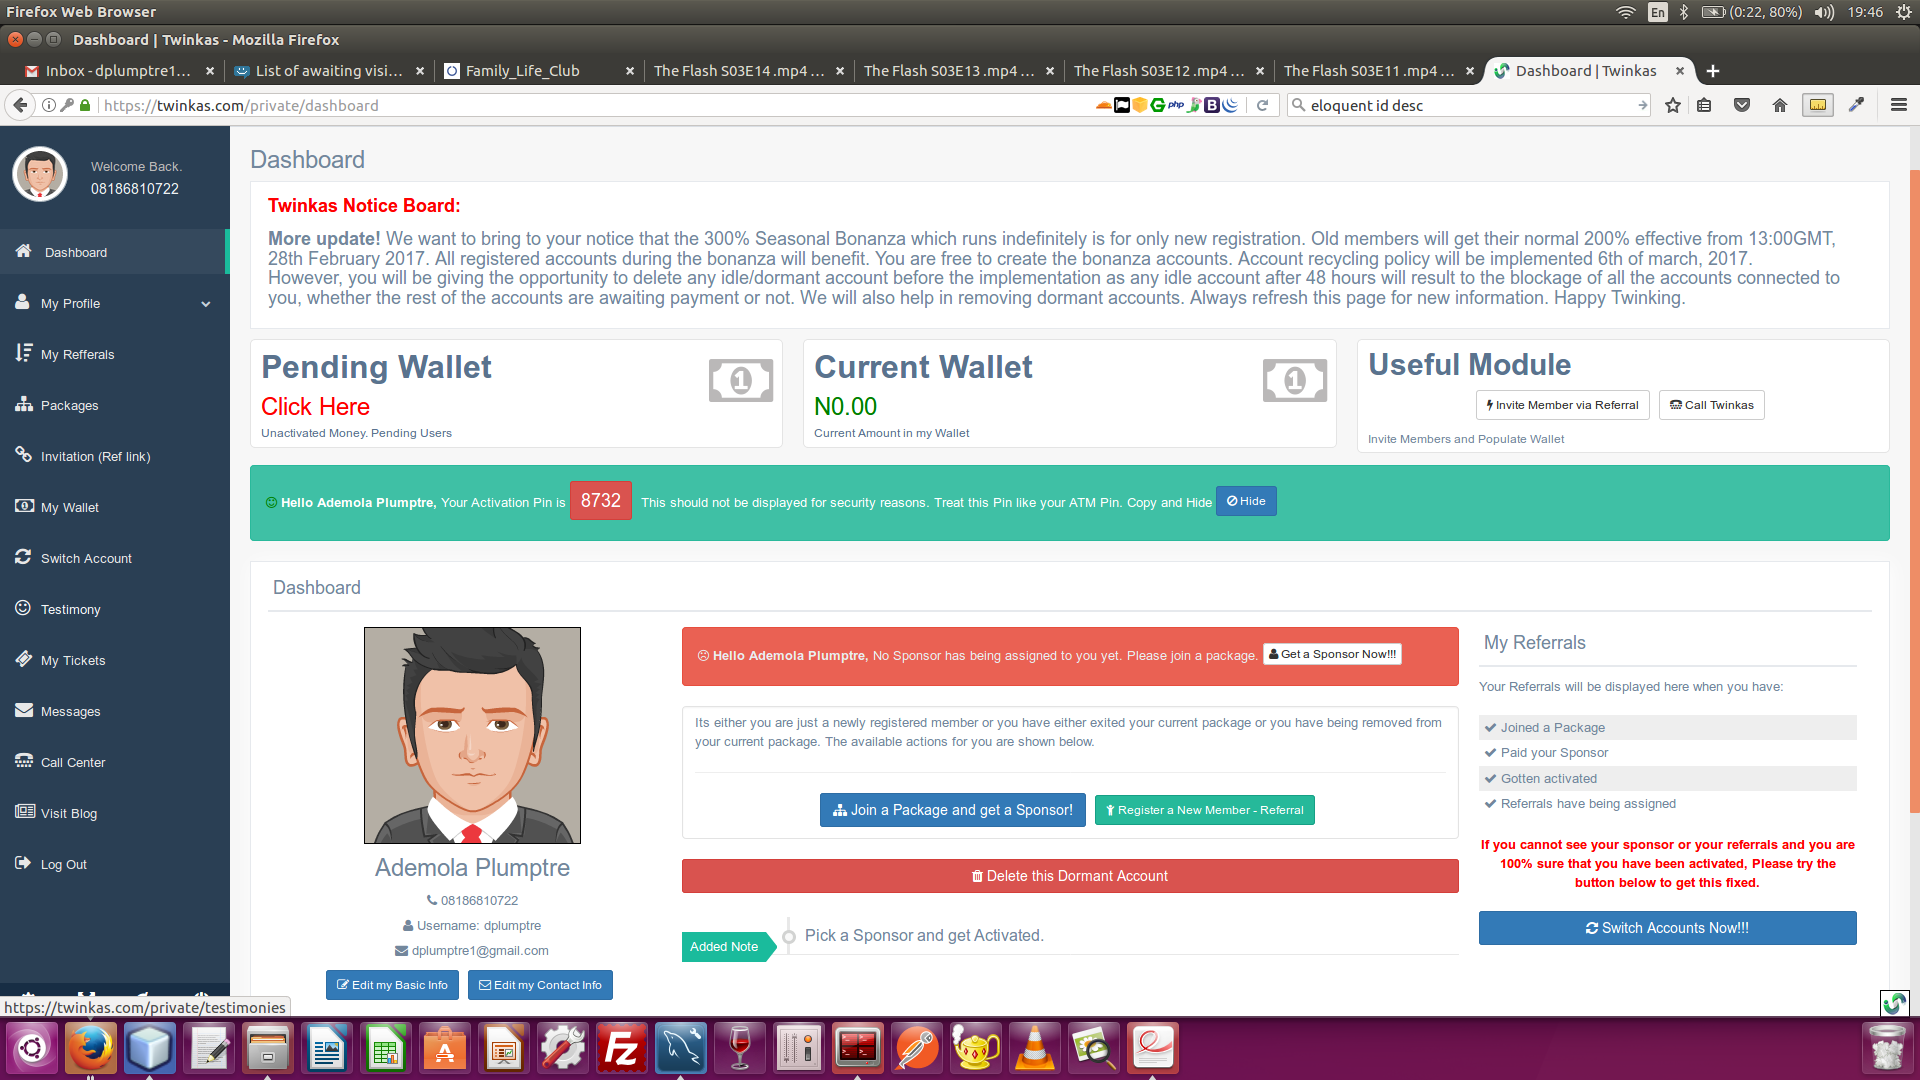 Firefox Web Browser
En
(0:22, 80%)
19:46
Dashboard | Twinkas - Mozilla Firefox
Inbox - dplumptre1...
List of awaiting visi...
Family_Life_Club
The Flash S03E14 .mp4 ...
The Flash S03E13 .mp4 ...
The Flash S03E12 .mp4 ...
The Flash S03E11 .mp4 ...
Dashboard | Twinkas
https://twinkas.com/private/dashboard
php
B
eloquent id desc
Welcome Back.
08186810722
Dashboard
My Profile
My Refferals
Packages
Invitation (Ref link)
My Wallet
Switch Account
Testimony
My Tickets
Messages
Call Center
Visit Blog
Log Out
https://twinkas.com/private/testimonies
Dashboard
Twinkas Notice Board:
More update! We want to bring to your notice that the 300% Seasonal Bonanza which runs indefinitely is for only new registration. Old members will get their normal 200% effective from 13:00GMT,
28th February 2017. All registered accounts during the bonanza will benefit. You are free to create the bonanza accounts. Account recycling policy will be implemented 6th of march, 2017.
However, you will be giving the opportunity to delete any idle/dormant account before the implementation as any idle account after 48 hours will result to the blockage of all the accounts connected to
you, whether the rest of the accounts are awaiting payment or not. We will also help in removing dormant accounts. Always refresh this page for new information. Happy Twinking.
Pending Wallet
Click Here
Unactivated Money. Pending Users
1
Current Wallet
N0.00
Current Amount in my Wallet
1
Useful Module
Invite Member via Referral
Call Twinkas
Invite Members and Populate Wallet
Hello Ademola Plumptre, Your Activation Pin is 8732 This should not be displayed for security reasons. Treat this Pin like your ATM Pin. Copy and Hide Hide
Dashboard
Ademola Plumptre
08186810722
Username: dplumptre
dplumptre1@gmail.com
Edit my Basic Info
Edit my Contact Info
Hello Ademola Plumptre, No Sponsor has being assigned to you yet. Please join a package. Get a Sponsor Now!!!
Its either you are just a newly registered member or you have either exited your current package or you have being removed from
your current package. The available actions for you are shown below.
Join a Package and get a Sponsor!
Register a New Member - Referral
Delete this Dormant Account
Added Note
Pick a Sponsor and get Activated.
My Referrals
Your Referrals will be displayed here when you have:
Joined a Package
Paid your Sponsor
Gotten activated
Referrals have being assigned
If you cannot see your sponsor or your referrals and you are
100% sure that you have been activated, Please try the
button below to get this fixed.
Switch Accounts Now!!!
Fz